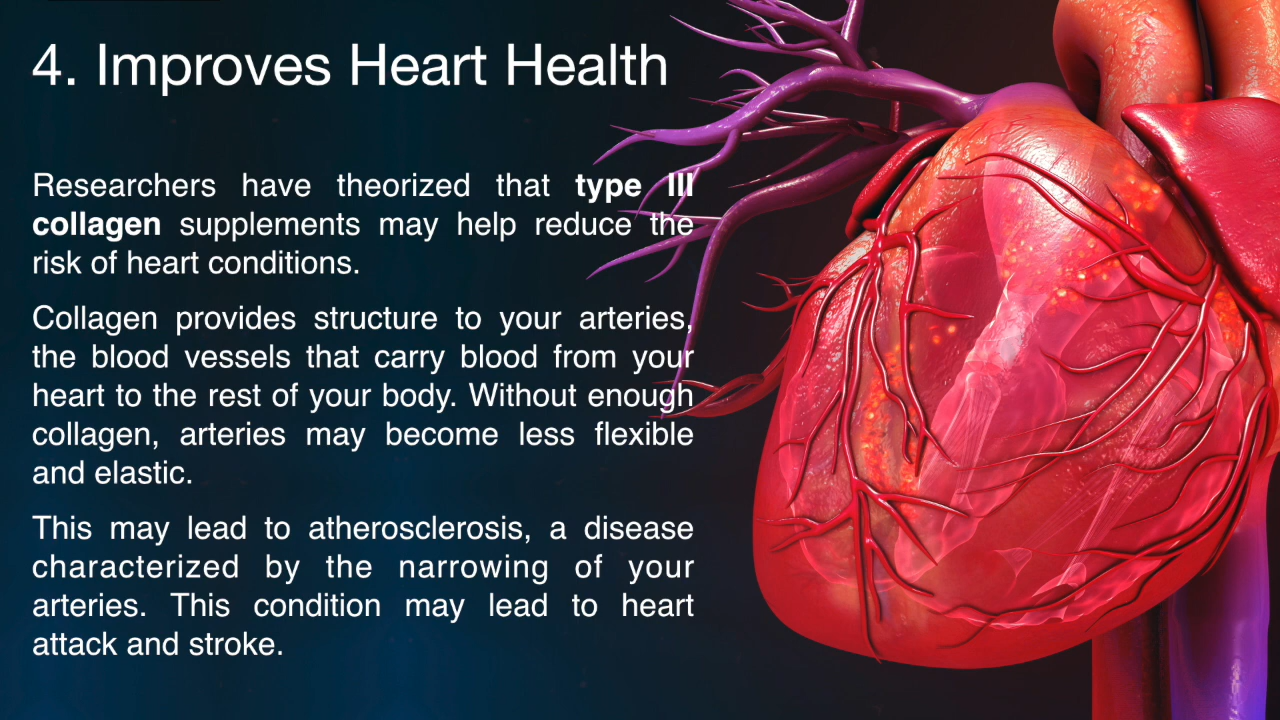 4. Improves Heart Health
Researchers have theorized that type III
collagen supplements may help reduce the
risk of heart conditions.
Collagen provides structure to your arteries,
the blood vessels that carry blood from your
heart to the rest of your body. Without enough
collagen, arteries may become less flexible
and elastic.
This may lead to atherosclerosis, a disease
characterized by the narrowing of your
arteries. This condition may lead to heart
attack and stroke.